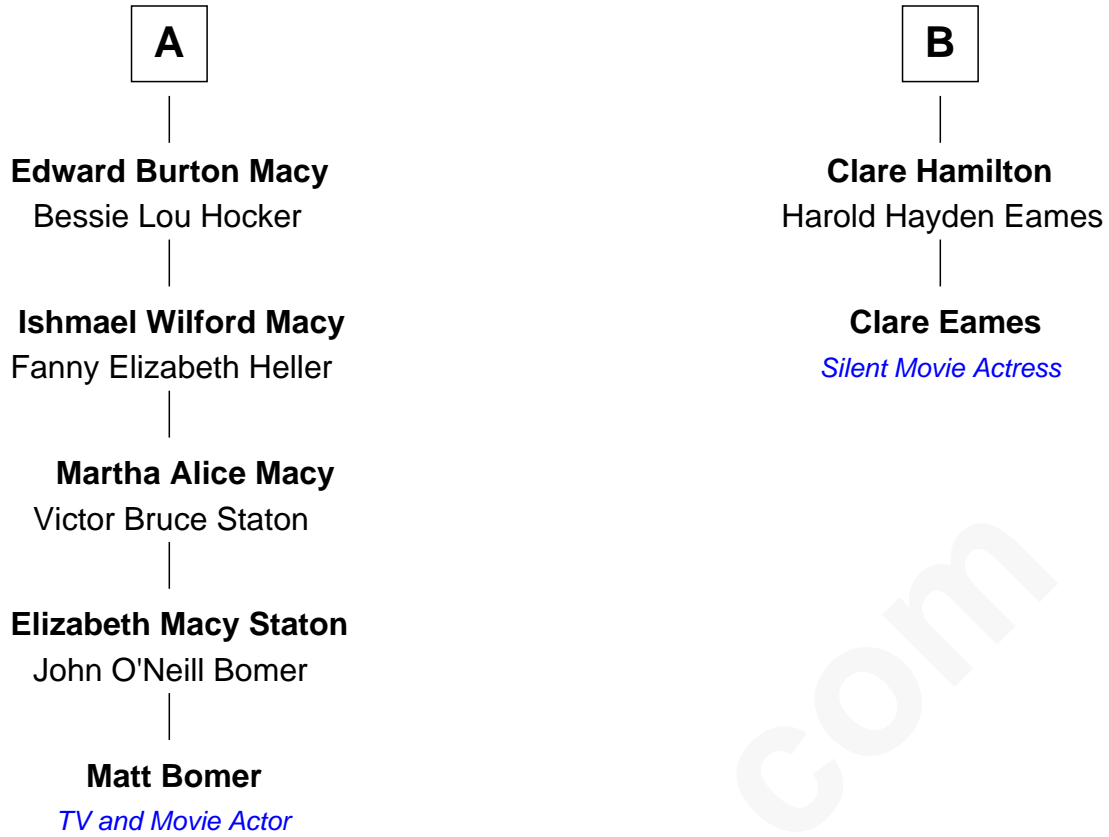 A
Edward Burton Macy
Bessie Lou Hocker
Ishmael Wilford Macy
Fanny Elizabeth Heller
Martha Alice Macy
Victor Bruce Staton
Elizabeth Macy Staton
John O'Neill Bomer
Matt Bomer
TV and Movie Actor
B
Clare Hamilton
Harold Hayden Eames
Clare Eames
Silent Movie Actress
com